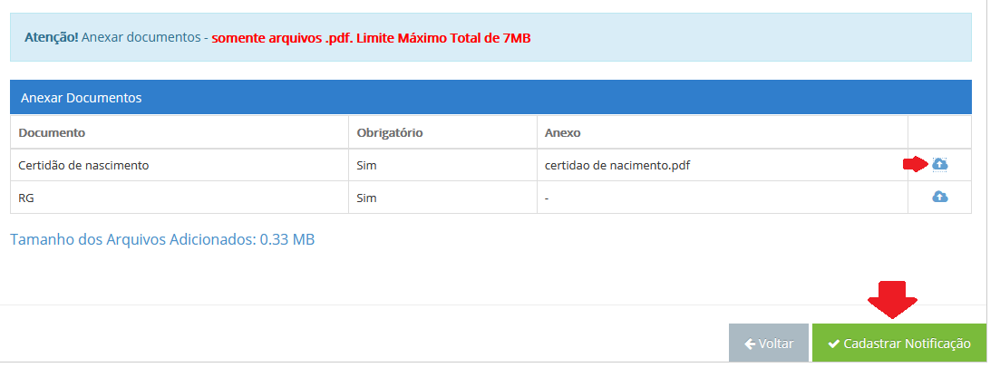 Atenção! Anexar documentos - somente arquivos .pdf. Limite Máximo Total de 7MB
Anexar Documentos
Documento Obrigatório Anexo
Certidão de nascimento Sim certidao de nacimento.pdf
RG Sim -
Tamanho dos Arquivos Adicionados: 0.33 MB
Voltar Cadastrar Notificação